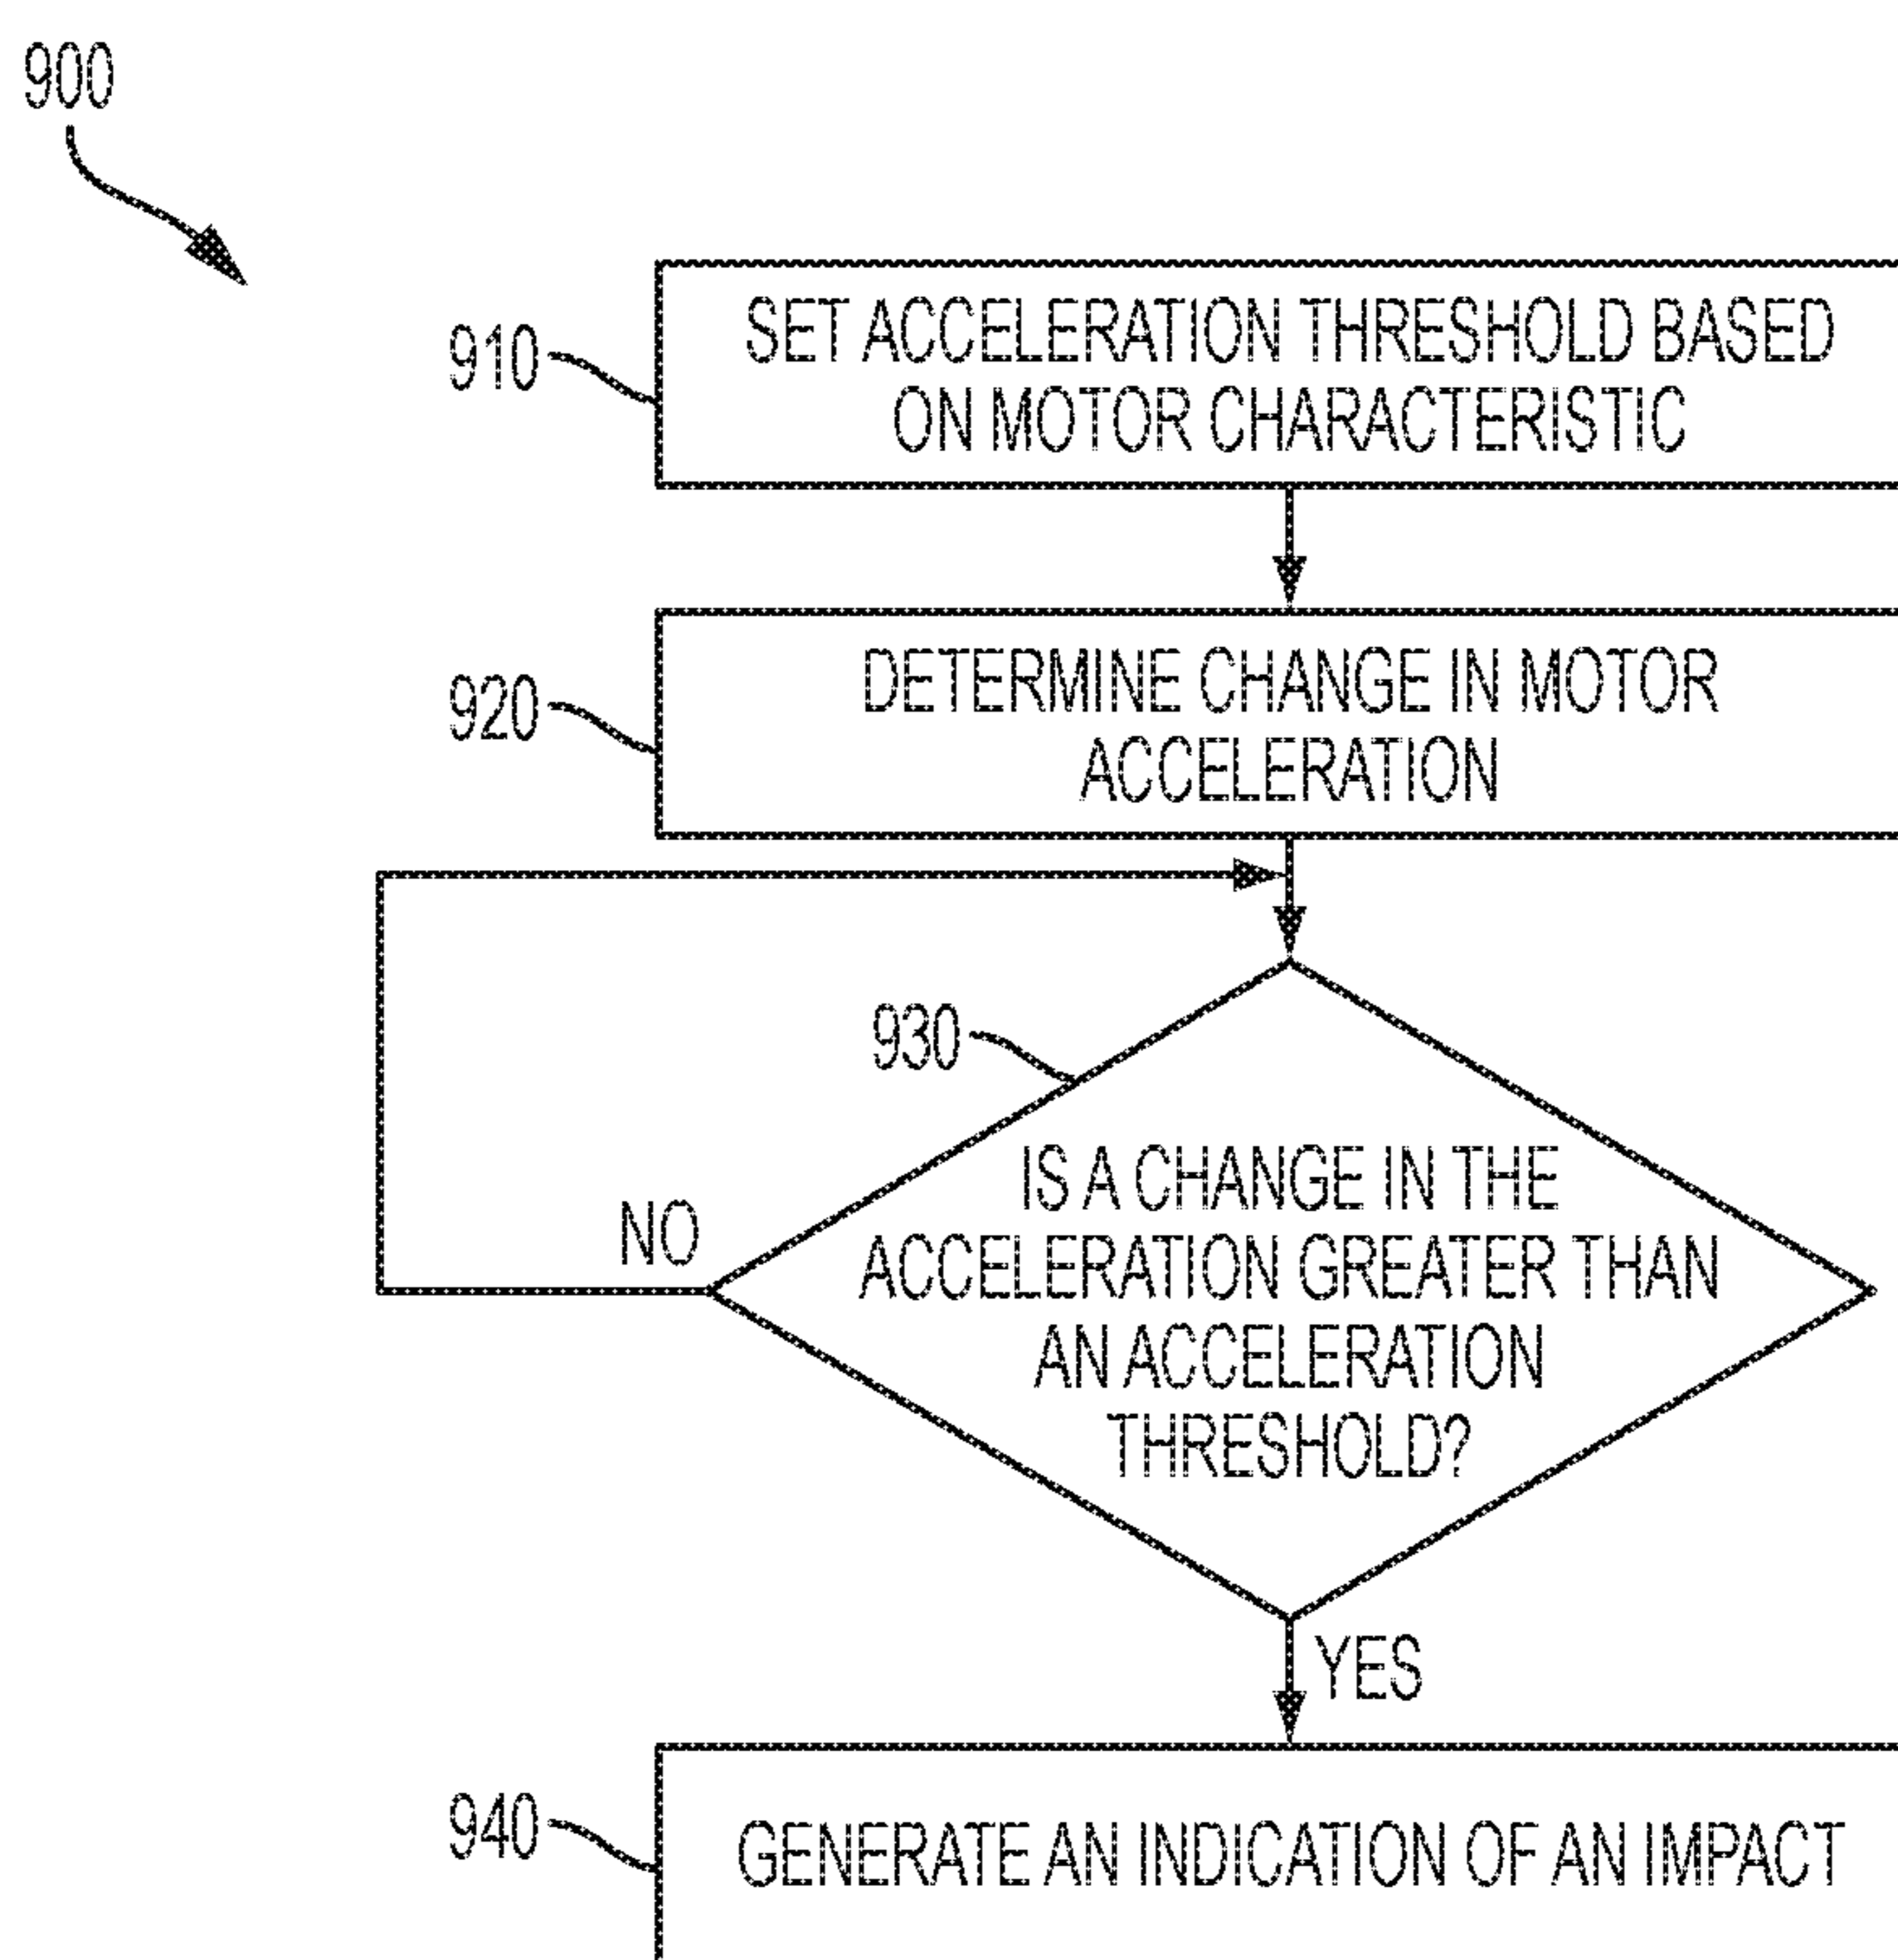 900
910
SET ACCELERATION THRESHOLD BASED
ON MOTOR CHARACTERISTIC
920
DETERMINE CHANGE IN MOTOR
ACCELERATION
930
IS A CHANGE IN THE
ACCELERATION GREATER THAN
AN ACCELERATION
THRESHOLD?
NO
YES
940
GENERATE AN INDICATION OF AN IMPACT